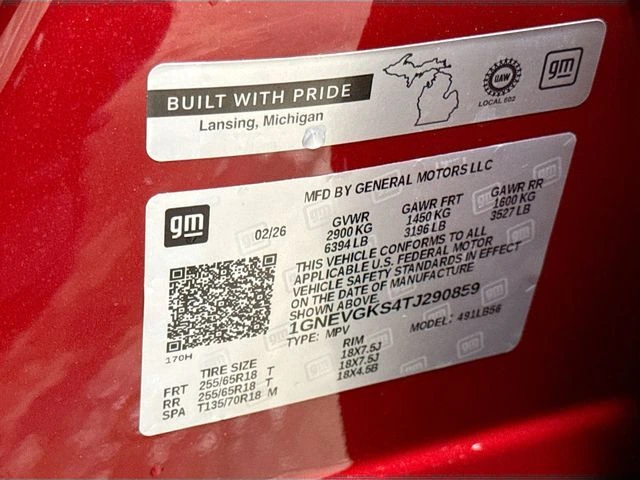 BUILT WITH PRIDE
Lansing, Michigan
UAW
LOCAL 602
gm
MFD BY GENERAL MOTORS LLC
gm
02/26
GVWR
2900 KG
6394 LB
GAWR FRT
1450 KG
3196 LB
GAWR RR
1600 KG
3527 LB
THIS VEHICLE CONFORMS TO ALL
APPLICABLE U.S. FEDERAL MOTOR
VEHICLE SAFETY STANDARDS IN EFFECT
ON THE DATE OF MANUFACTURE
SHOWN ABOVE.
1GNEVGKS4TJ290859
TYPE: MPV
MODEL: 491LB56
170H
TIRE SIZE
RIM
FRT 255/65R18 T 18X7.5J
RR 255/65R18 T 18X7.5J
SPA T135/70R18 M 18X4.5B